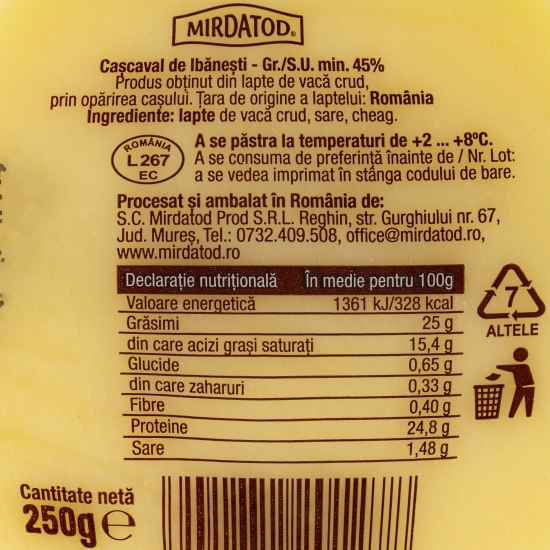 MIRDATOD®
Cașcaval de Ibănești - Gr./S.U. min. 45%
Produs obținut din lapte de vacă crud,
prin opărirea cașului. Țara de origine a laptelui: România
Ingrediente: lapte de vacă crud, sare, cheag.
ROMÂNIA
L 267
EC
A se păstra la temperaturi de +2 ... +8ºC.
A se consuma de preferință înainte de / Nr. Lot:
a se vedea imprimat în stânga codului de bare.
Procesat și ambalat în România de:
S.C. Mirdatod Prod S.R.L. Reghin, str. Gurghiului nr. 67,
Jud. Mureș, Tel.: 0732.409.508, office@mirdatod.ro,
www.mirdatod.ro
Declarație nutrițională În medie pentru 100g
Valoare energetică 1361 kJ/328 kcal
Grăsimi 25 g
din care acizi grași saturați 15,4 g
Glucide 0,65 g
din care zaharuri 0,33 g
Fibre 0,40 g
Proteine 24,8 g
Sare 1,48 g
7
ALTELE
Cantitate netă
250g e